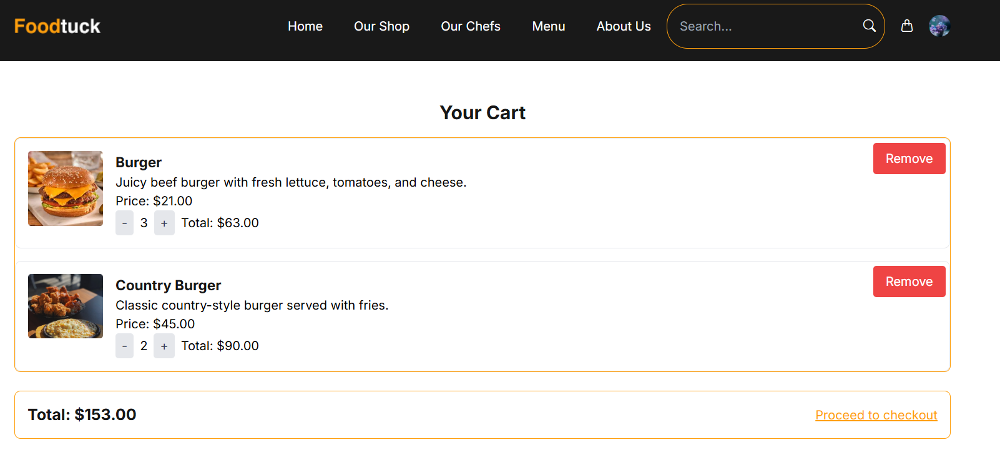 Foodtuck
Home Our Shop Our Chefs Menu About Us Search...
Your Cart
Burger
Remove
Juicy beef burger with fresh lettuce, tomatoes, and cheese.
Price: $21.00
- 3 + Total: $63.00
Country Burger
Remove
Classic country-style burger served with fries.
Price: $45.00
- 2 + Total: $90.00
Total: $153.00
Proceed to checkout